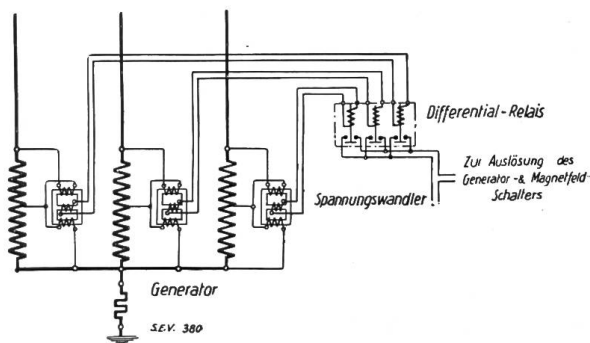 Differential-Relais
Zur Auslösung des
Generator-& Magnetfeld-
Schalters
Spannungswandler
Generator
S.E.V. 380